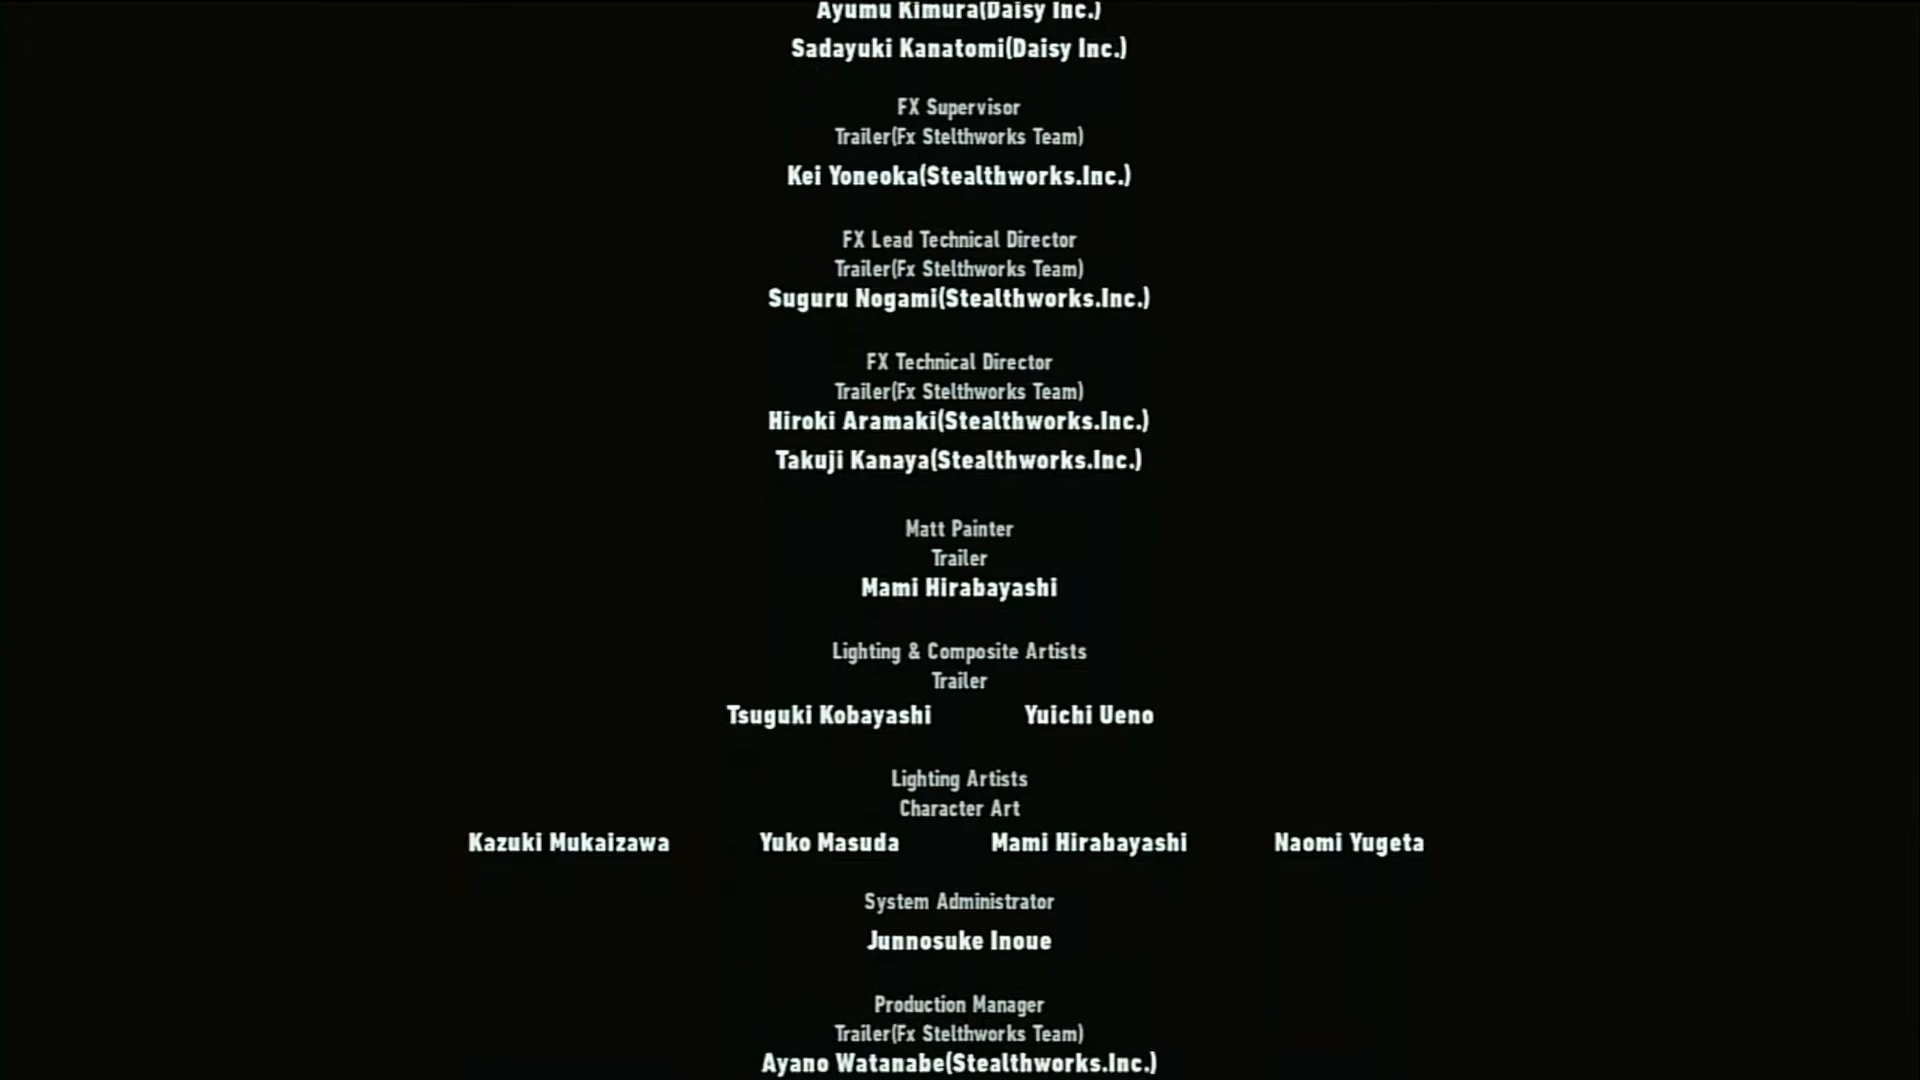 Ayumu Kimura(Daisy Inc.)
Sadayuki Kanatomi(Daisy Inc.)
FX Supervisor
Trailer(Fx Stelthworks Team)
Kei Yoneoka(Stealthworks.Inc.)
FX Lead Technical Director
Trailer(Fx Stelthworks Team)
Suguru Nogami(Stealthworks.Inc.)
FX Technical Director
Trailer(Fx Stelthworks Team)
Hiroki Aramaki(Stealthworks.Inc.)
Takuji Kanaya(Stealthworks.Inc.)
Matt Painter
Trailer
Mami Hirabayashi
Lighting & Composite Artists
Trailer
Tsuguki Kobayashi Yuichi Ueno
Lighting Artists
Character Art
Kazuki Mukaizawa Yuko Masuda Mami Hirabayashi Naomi Yugeta
System Administrator
Junnosuke Inoue
Production Manager
Trailer(Fx Stelthworks Team)
Ayano Watanabe(Stealthworks.Inc.)